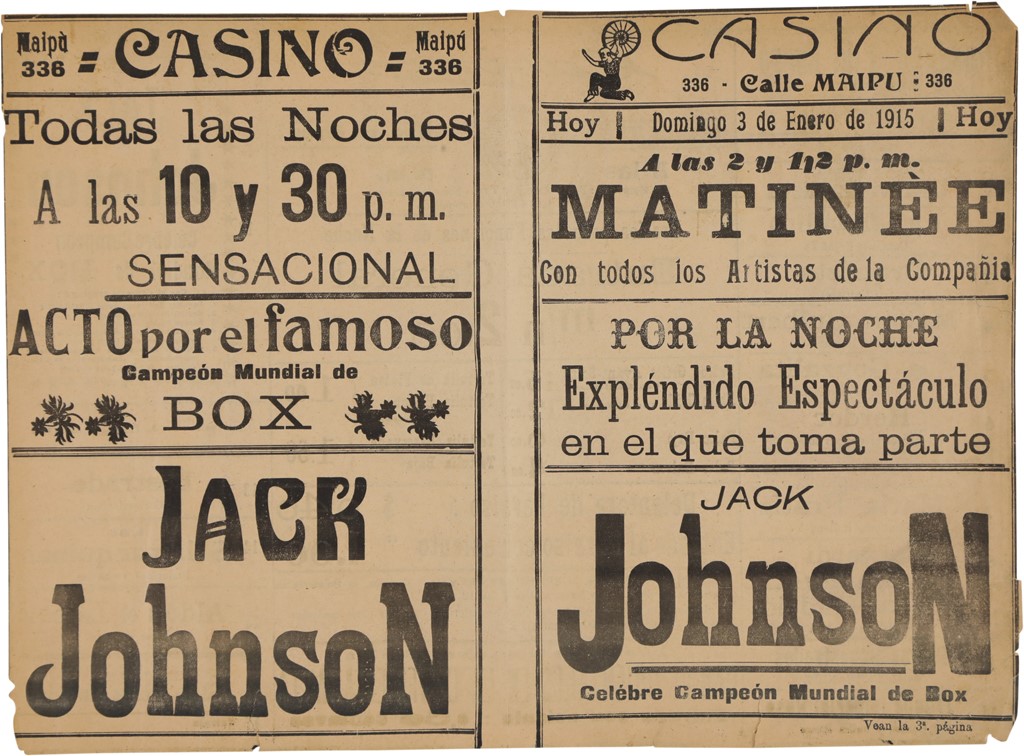 Maipù 336 = CASINO = Maipú 336
Todas las Noches
A las 10 y 30 p. m.
SENSACIONAL
ACTO por el famoso
Campeón Mundial de
BOX
JACK
JohnsoN
CASINO
336 - Calle MAIPU : 336
Hoy | Domingo 3 de Enero de 1915 | Hoy
A las 2 y 1¡2 p. m.
MATINÈE
Con todos los Artistas de la Compañia
POR LA NOCHE
Expléndido Espectáculo
en el que toma parte
JACK
JohnsoN
Celébre Campeón Mundial de Box
Vean la 3ª. página